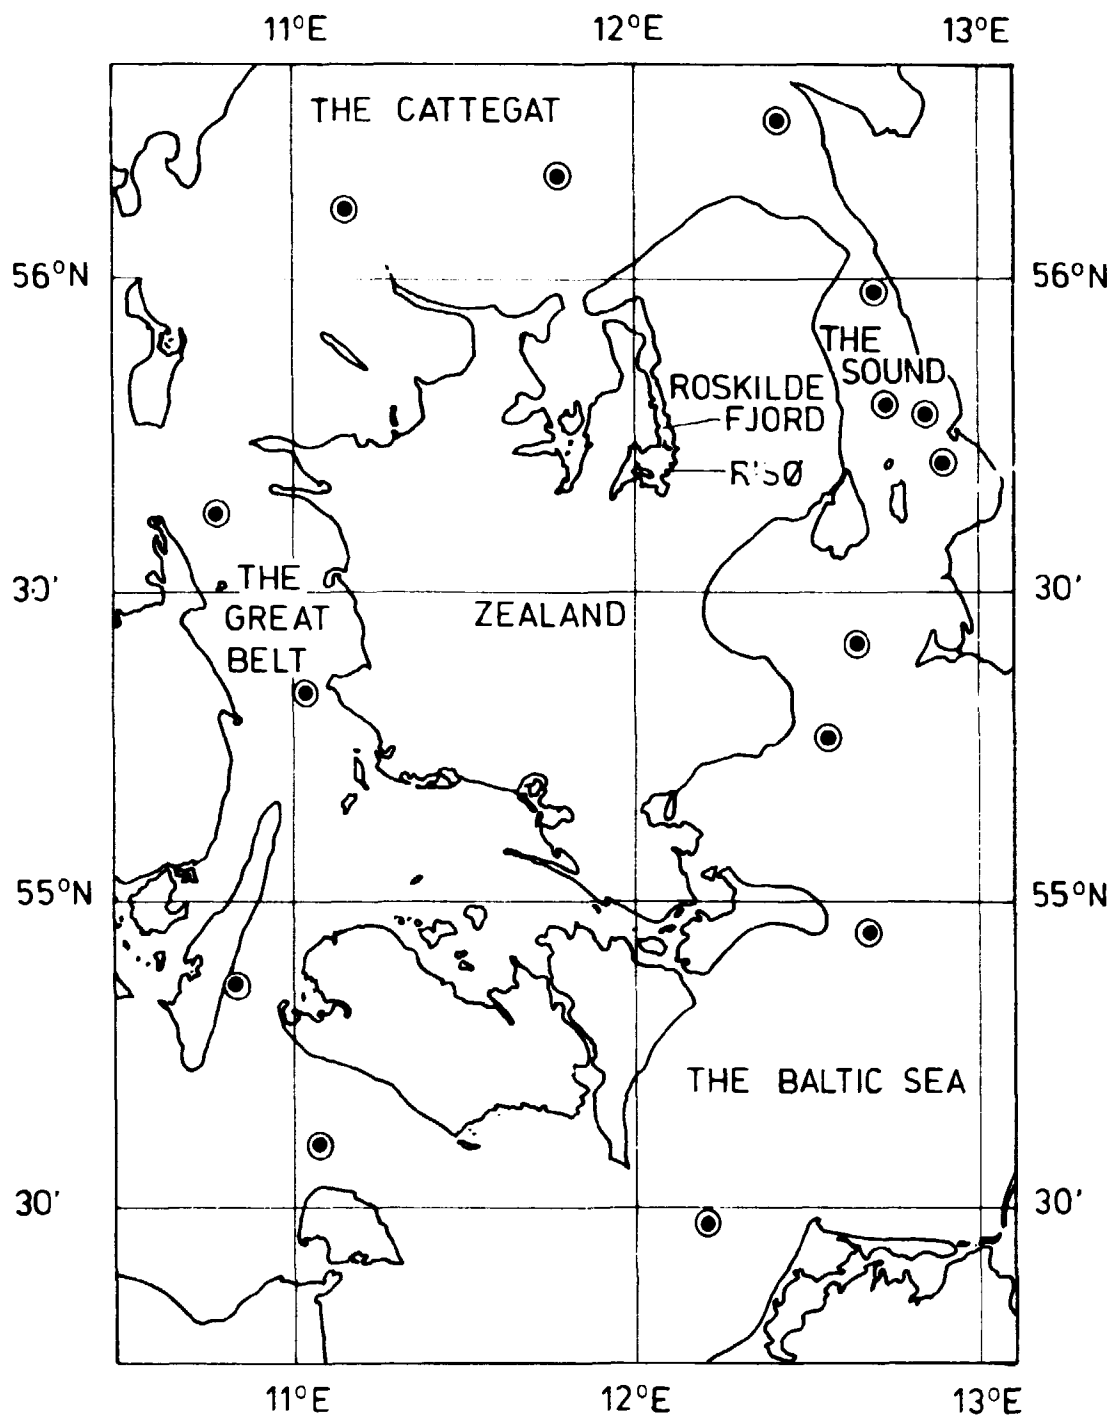 11°E 12°E 13°E
THE CATTEGAT
56°N 56°N
THE
SOUND
ROSKILDE
FJORD
30' 30'
THE
GREAT
BELT
ZEALAND
55°N 55°N
THE BALTIC SEA
30' 30'
11°E 12°E 13°E